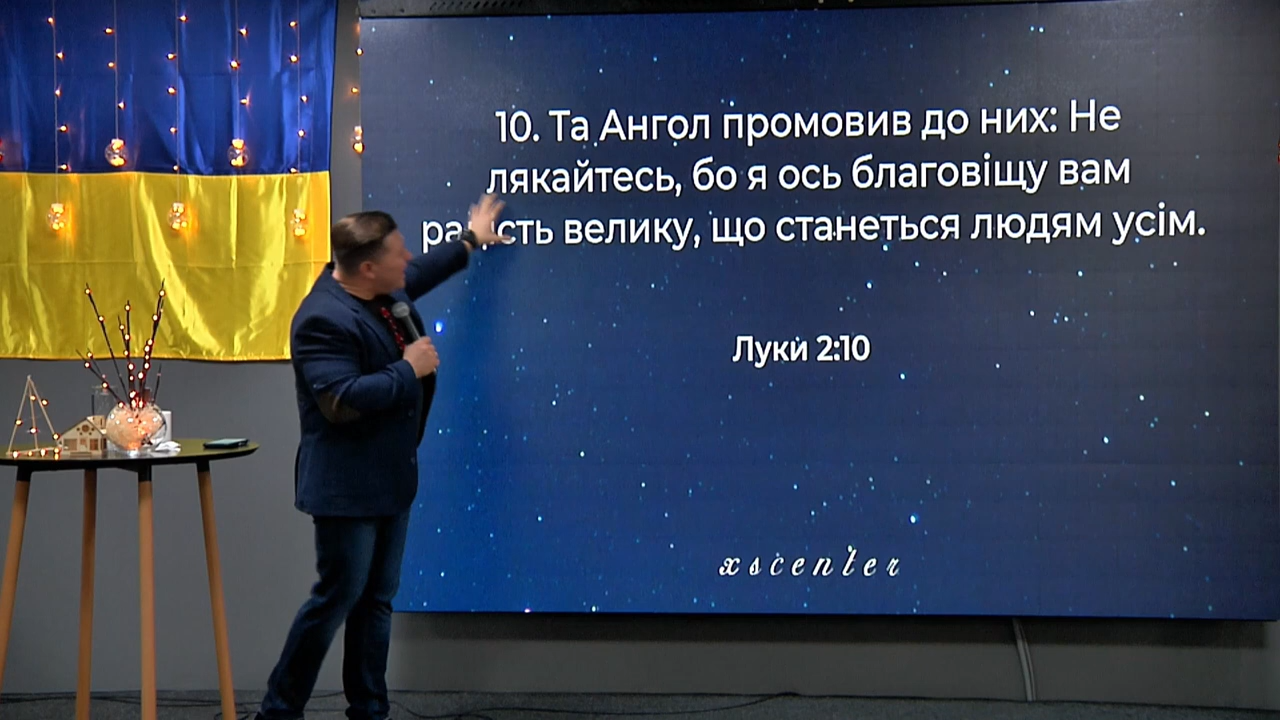 10. Та Ангол промовив до них: Не
лякайтесь, бо я ось благовіщу вам
радість велику, що станеться людям усім.
Луки 2:10
xscenter